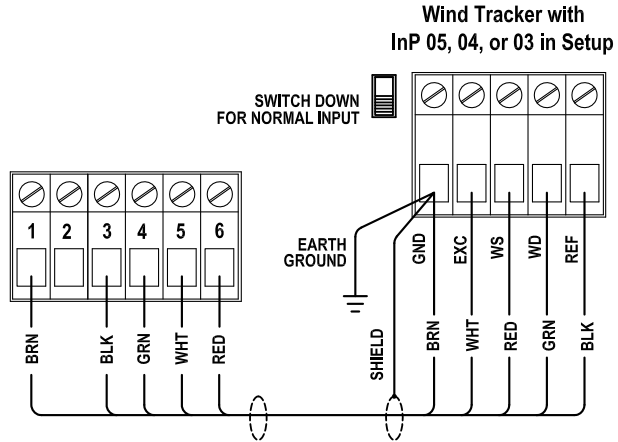 Wind Tracker with
InP 05, 04, or 03 in Setup
SWITCH DOWN
FOR NORMAL INPUT
1 2 3 4 5 6
EARTH
GROUND
GND EXC WS WD REF
BRN BLK GRN WHT RED
SHIELD
BRN WHT RED GRN BLK